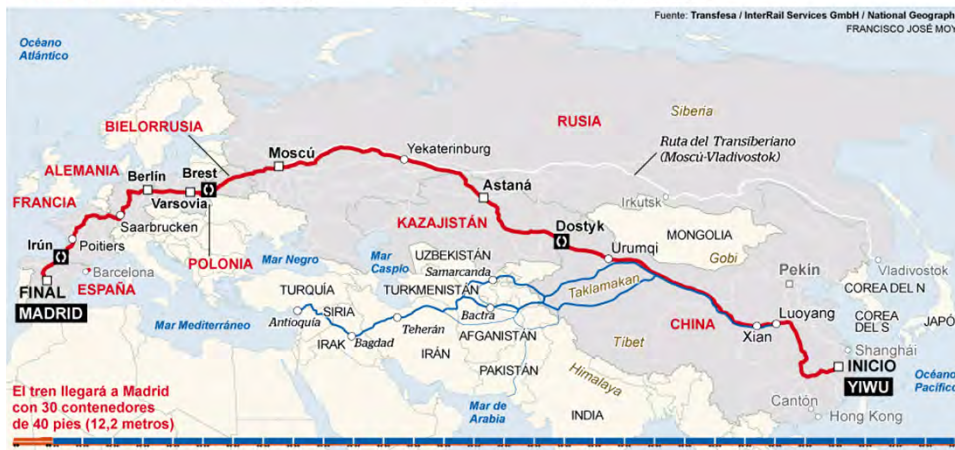 Fuente: Transfesa / InterRail Services GmbH / National Geograph
FRANCISCO JOSÉ MOY
Océano
Atlántico
RUSIA
Siberia
BIELORRUSIA
Moscú
Yekaterinburg
Ruta del Transiberiano
(Moscú-Vladivostok)
ALEMANIA
Berlín
Brest
Varsovia
Astaná
FRANCIA
Saarbrucken
KAZAJISTÁN
Irkutsk
Irún
Poitiers
Dostyk
Urumqi
MONGOLIA
Gobi
Barcelona
ESPAÑA
POLONIA
Mar Negro
Mar
Caspio
UZBEKISTÁN
Samarcanda
Taklamakan
Pekín
Vladivostok
FINAL
MADRID
TURQUÍA
TURKMENISTÁN
COREA DEL N
Mar Mediterráneo
Antioquía
SIRIA
Teherán
Bactra
CHINA
Luoyang
COREA
DEL S
JAPÓ
IRAK
Bagdad
IRÁN
AFGANISTÁN
Tibet
Xian
Shanghái
PAKISTÁN
Himalaya
INICIO
YIWU
Océano
Pacífico
El tren llegará a Madrid
con 30 contenedores
de 40 pies (12,2 metros)
Mar de
Arabia
INDIA
Cantón
Hong Kong